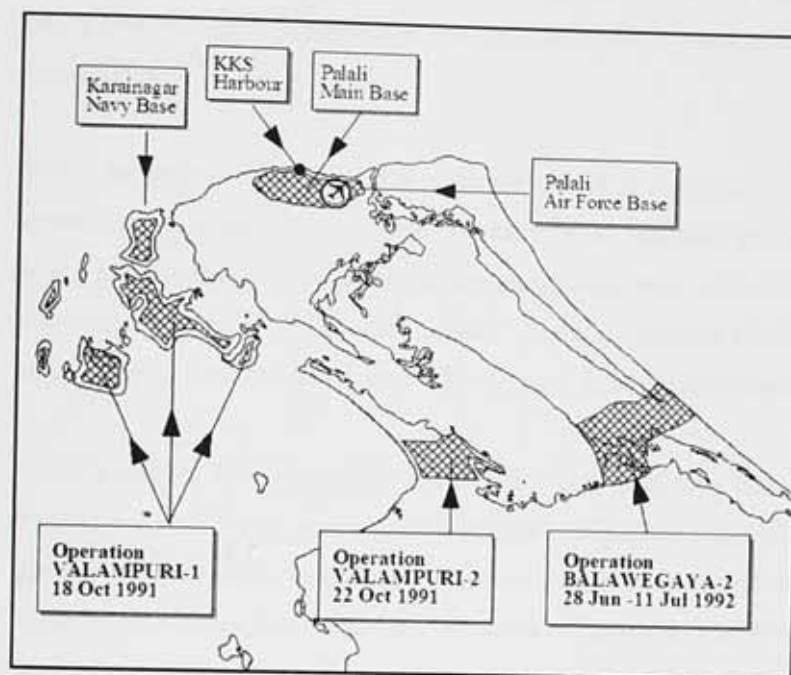 KKS
Harbour
Palali
Main Base
Karainagar
Navy Base
Palali
Air Force Base
Operation
VALAMPURI-1
18 Oct 1991
Operation
VALAMPURI-2
22 Oct 1991
Operation
BALAWEGAYA-2
28 Jun -11 Jul 1992